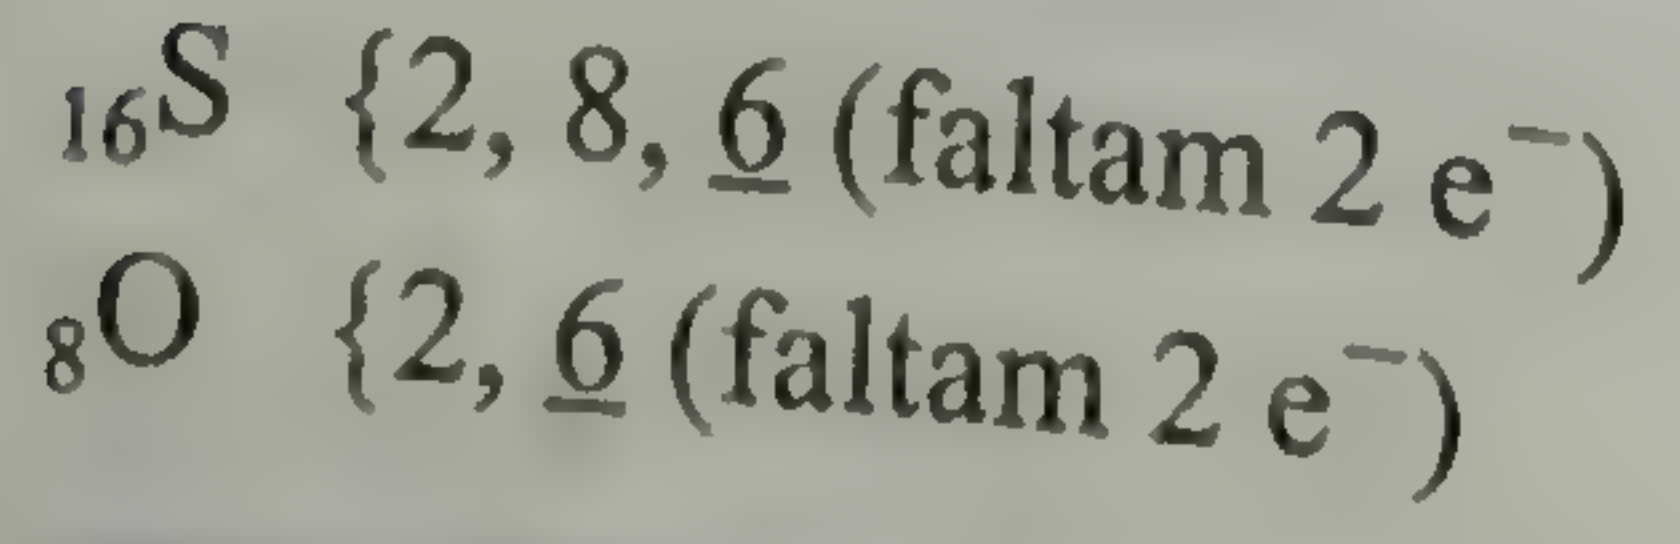 ₁₆S {2, 8, 6 (faltam 2 e⁻)
₈O {2, 6 (faltam 2 e⁻)